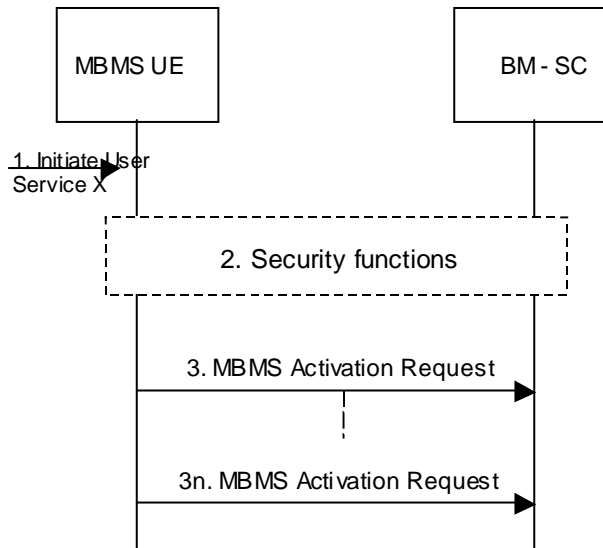 MBMS UE
BM - SC
1. Initiate User
Service X
2. Security functions
3. MBMS Activation Request
3n. MBMS Activation Request